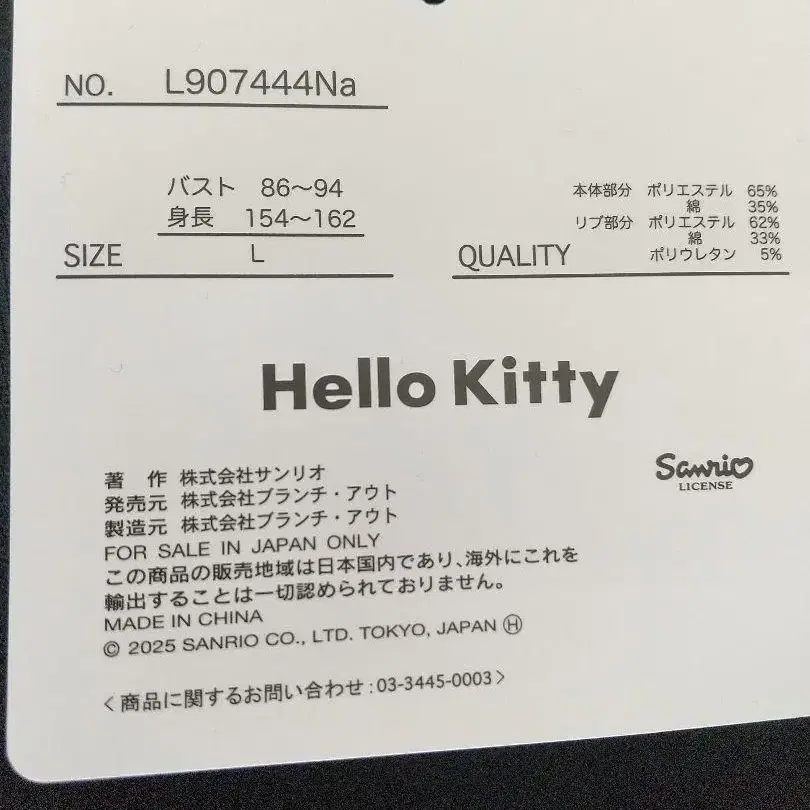 NO. L907444Na
バスト 86～94
身長 154～162
SIZE L
本体部分 ポリエステル 65%
綿 35%
リブ部分 ポリエステル 62%
綿 33%
ポリウレタン 5%
QUALITY
Hello Kitty
Sanrio
LICENSE
著 作 株式会社サンリオ
発売元 株式会社ブランチ・アウト
製造元 株式会社ブランチ・アウト
FOR SALE IN JAPAN ONLY
この商品の販売地域は日本国内であり、海外にこれを
輸出することは一切認められておりません。
MADE IN CHINA
© 2025 SANRIO CO., LTD. TOKYO, JAPAN Ⓗ
＜商品に関するお問い合わせ：03-3445-0003＞